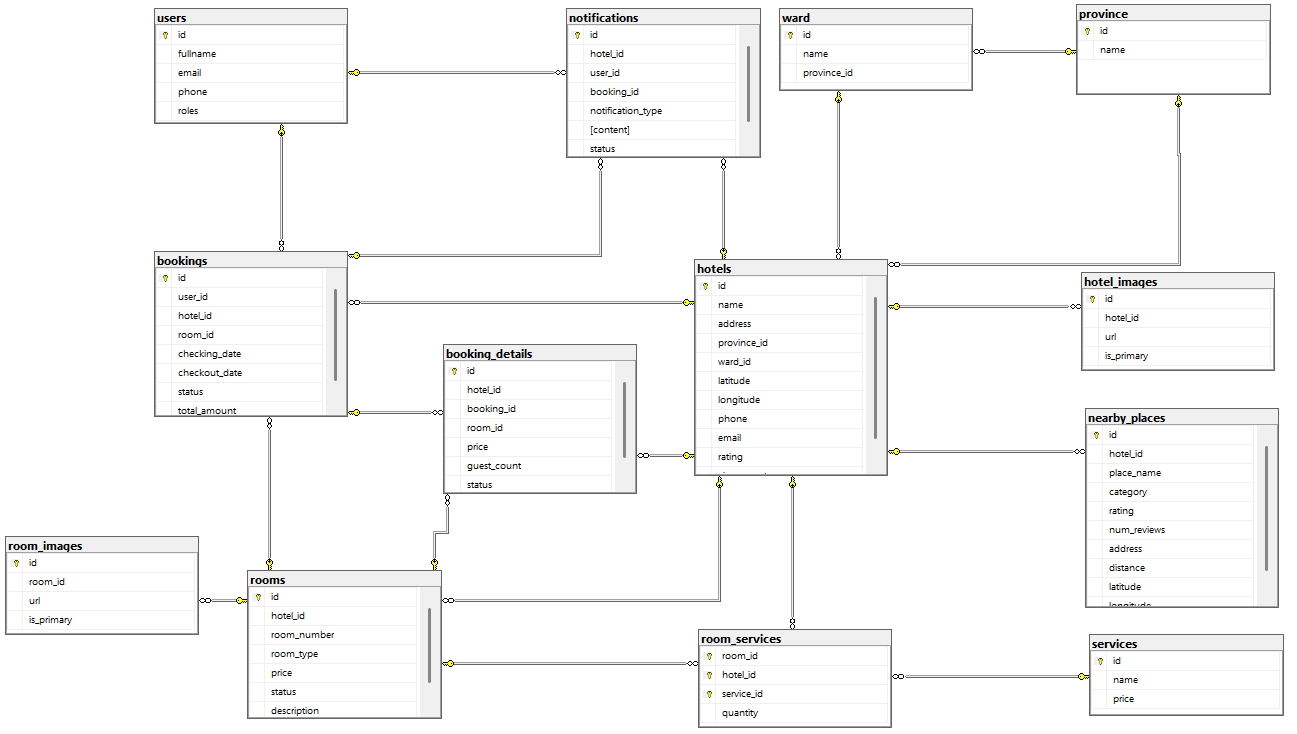 users
id
fullname
email
phone
roles
notifications
id
hotel_id
user_id
booking_id
notification_type
[content]
status
ward
id
name
province_id
province
id
name
bookings
id
user_id
hotel_id
room_id
checking_date
checkout_date
status
total_amount
booking_details
id
hotel_id
booking_id
room_id
price
guest_count
status
hotels
id
name
address
province_id
ward_id
latitude
longitude
phone
email
rating
hotel_images
id
hotel_id
url
is_primary
nearby_places
id
hotel_id
place_name
category
rating
num_reviews
address
distance
latitude
longitude
room_images
id
room_id
url
is_primary
rooms
id
hotel_id
room_number
room_type
price
status
description
room_services
room_id
hotel_id
service_id
quantity
services
id
name
price